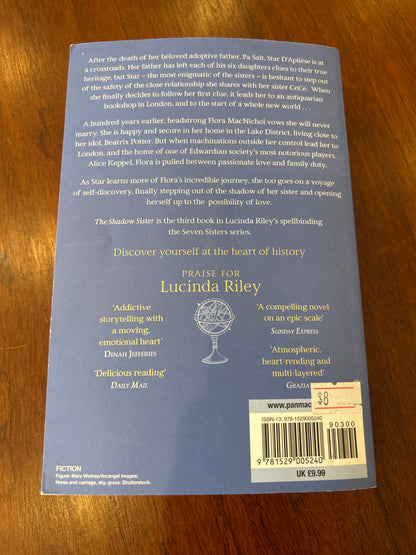 After the death of her beloved adoptive father, Pa Salt, Star D'Aplièse is at
a crossroads. Her father has left each of his six daughters clues to their true
heritage, but Star – the most enigmatic of the sisters – is hesitant to step out
of the safety of the close relationship she shares with her sister CeCe. When
she finally decides to follow her first clue, it leads her to an antiquarian
bookshop in London, and to the start of a whole new world . . .
A hundred years earlier, headstrong Flora MacNichol vows she will never
marry. She is happy and secure in her home in the Lake District, living close to
her idol, Beatrix Potter. But when machinations outside her control lead her to
London, and the home of one of Edwardian society's most notorious players,
Alice Keppel, Flora is pulled between passionate love and family duty.
As Star learns more of Flora's incredible journey, she too goes on a voyage
of self-discovery, finally stepping out of the shadow of her sister and opening
herself up to the possibility of love.
The Shadow Sister is the third book in Lucinda Riley's spellbinding
the Seven Sisters series.
Discover yourself at the heart of history
PRAISE FOR
Lucinda Riley
'Addictive
storytelling with
a moving,
emotional heart'
DINAH JEFFERIES
'Delicious reading'
DAILY MAIL
'A compelling novel
on an epic scale'
SUNDAY EXPRESS
'Atmospheric,
heart-rending and
multi-layered'
GRAZIA
$8
www.panmac
ISBN-13: 978-1529005240
90300
9 781529 005240
UK £9.99
FICTION
Figure: Mary Wethey/Arcangel Images;
Horse and carriage, sky, grass: Shutterstock.